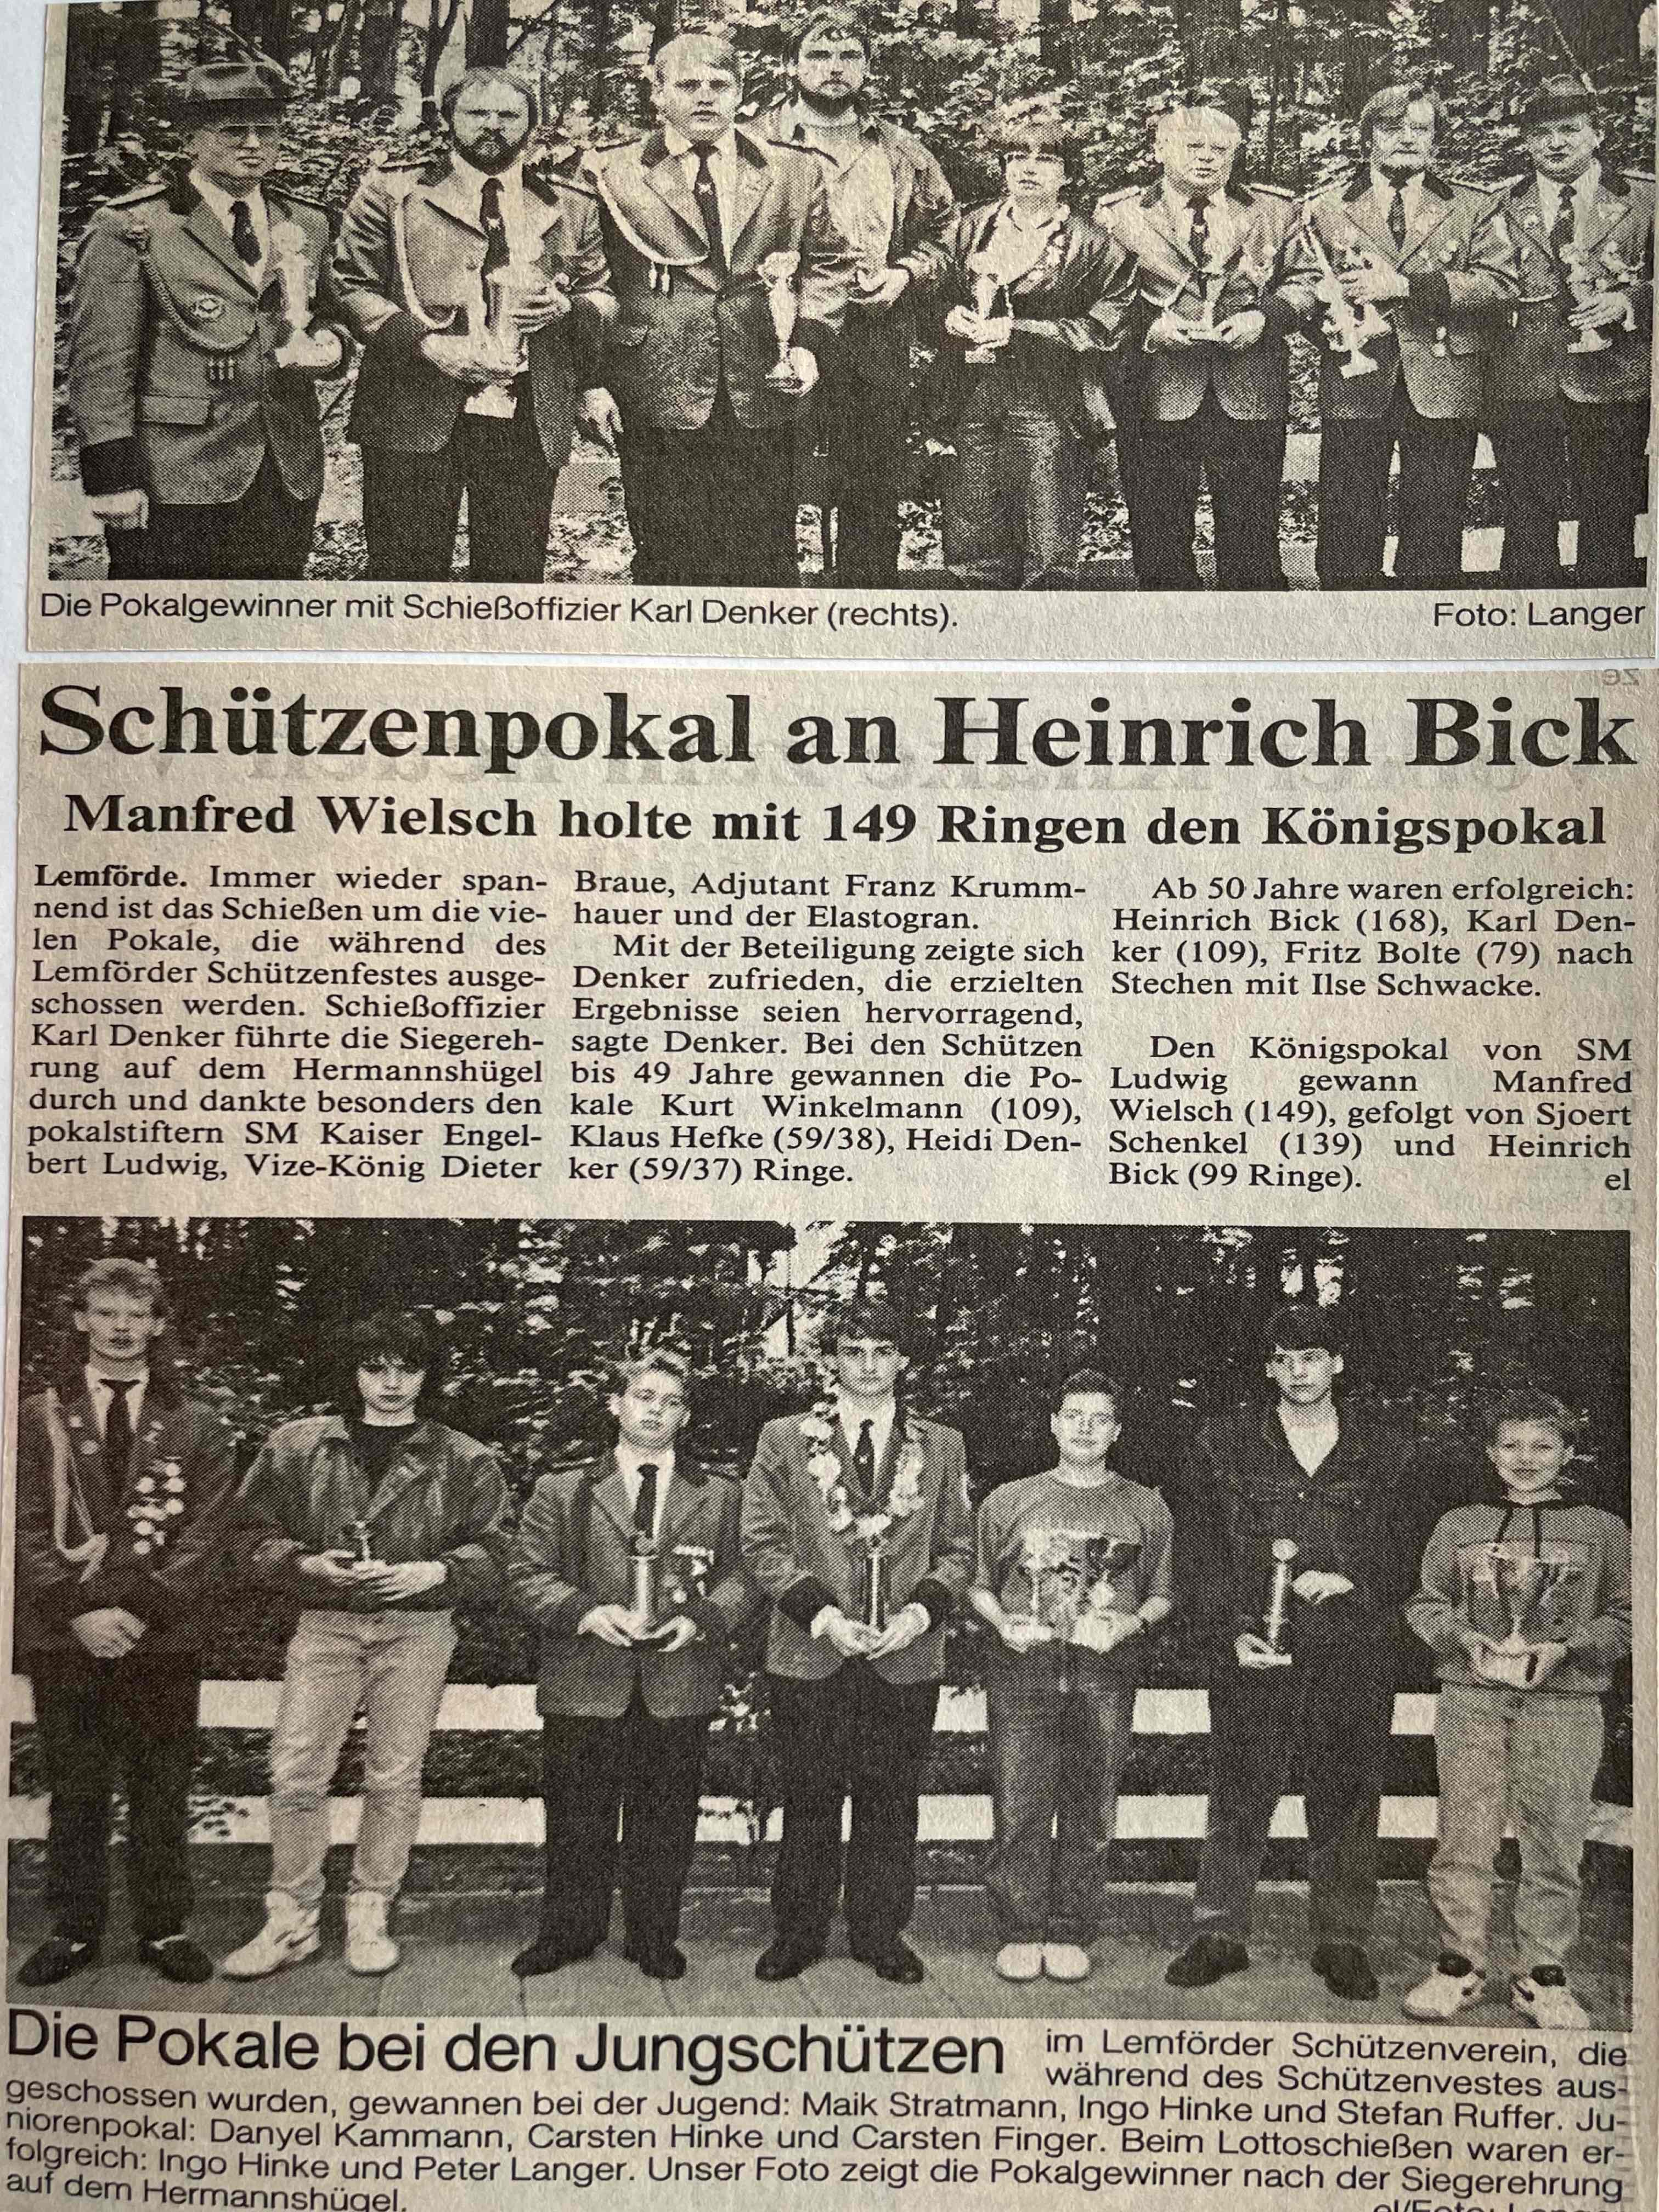 Die Pokalgewinner mit Schießoffizier Karl Denker (rechts).
Foto: Langer
Schützenpokal an Heinrich Bick
Manfred Wielsch holte mit 149 Ringen den Königspokal
Lemförde. Immer wieder span-
nend ist das Schießen um die vie-
len Pokale, die während des
Lemförder Schützenfestes ausge-
schossen werden. Schießoffizier
Karl Denker führte die Siegereh-
rung auf dem Hermannshügel
durch und dankte besonders den
pokalstiftern SM Kaiser Engel-
bert Ludwig, Vize-König Dieter
Braue, Adjutant Franz Krumm-
hauer und der Elastogran.
Mit der Beteiligung zeigte sich
Denker zufrieden, die erzielten
Ergebnisse seien hervorragend,
sagte Denker. Bei den Schützen
bis 49 Jahre gewannen die Po-
kale Kurt Winkelmann (109),
Klaus Hefke (59/38), Heidi Den-
ker (59/37) Ringe.
Ab 50 Jahre waren erfolgreich:
Heinrich Bick (168), Karl Den-
ker (109), Fritz Bolte (79) nach
Stechen mit Ilse Schwacke.
Den Königspokal von SM
Ludwig gewann Manfred
Wielsch (149), gefolgt von Sjoert
Schenkel (139) und Heinrich
Bick (99 Ringe).
el
Die Pokale bei den Jungschützen
im Lemförder Schützenverein, die
während des Schützenvestes aus-
geschossen wurden, gewannen bei der Jugend: Maik Stratmann, Ingo Hinke und Stefan Ruffer. Ju-
niorenpokal: Danyel Kammann, Carsten Hinke und Carsten Finger. Beim Lottoschießen waren er-
folgreich: Ingo Hinke und Peter Langer. Unser Foto zeigt die Pokalgewinner nach der Siegerehrung
auf dem Hermannshügel.